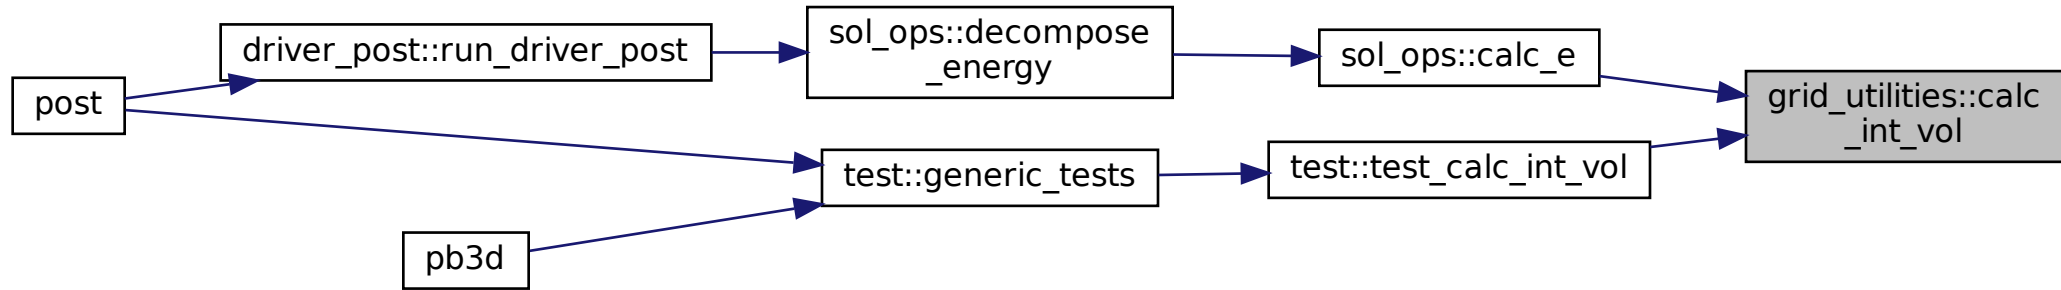 post
driver_post::run_driver_post
sol_ops::decompose
_energy
sol_ops::calc_e
grid_utilities::calc
_int_vol
test::generic_tests
test::test_calc_int_vol
pb3d